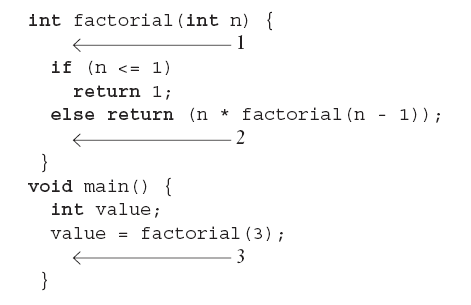 int factorial(int n) {
1
if (n <= 1)
return 1;
else return (n * factorial(n - 1));
2
}
void main() {
int value;
value = factorial(3);
3
}